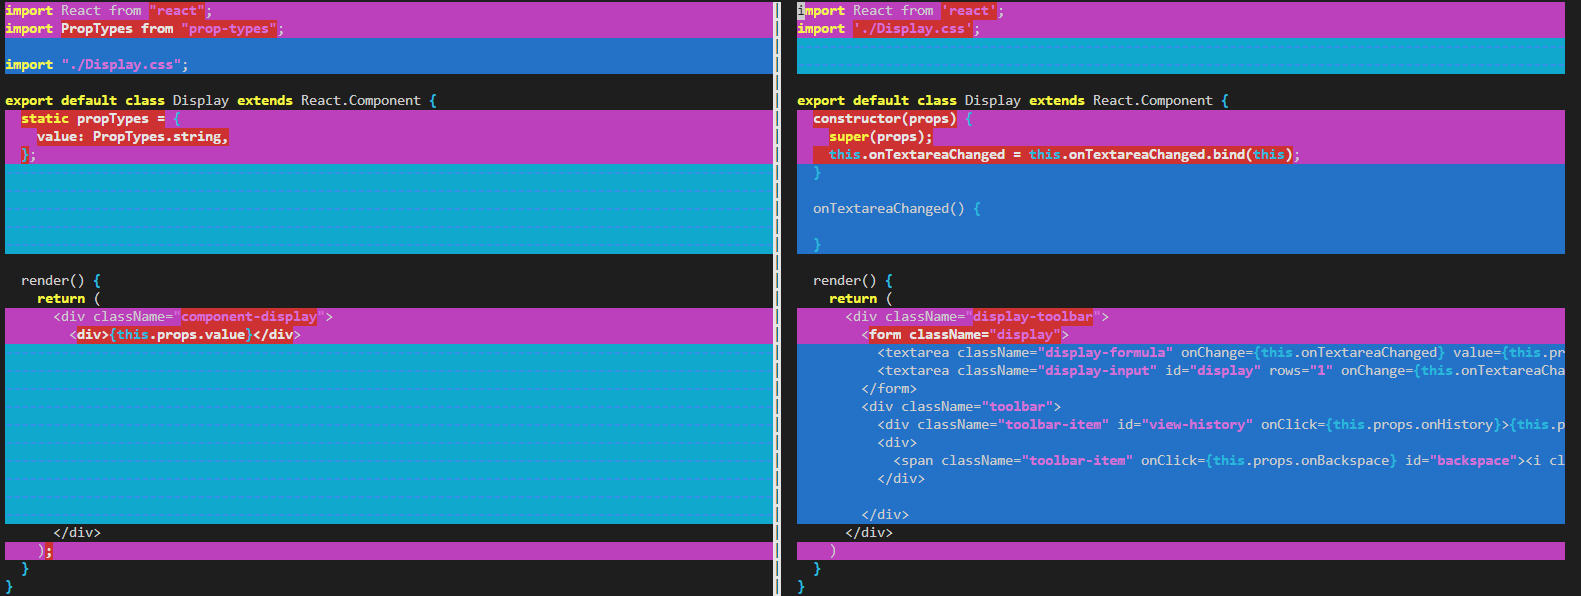 import React from "react";
import PropTypes from "prop-types";
import "./Display.css";
export default class Display extends React.Component {
static propTypes = {
value: PropTypes.string,
};
render() {
return (
<div className="component-display">
<div>{this.props.value}</div>
</div>
);
}
}
import React from 'react';
import './Display.css';
export default class Display extends React.Component {
constructor(props) {
super(props);
this.onTextareaChanged = this.onTextareaChanged.bind(this);
}
onTextareaChanged() {
}
render() {
return (
<div className="display-toolbar">
<form className="display">
<textarea className="display-formula" onChange={this.onTextareaChanged} value={this.pr
<textarea className="display-input" id="display" rows="1" onChange={this.onTextareaCha
</form>
<div className="toolbar">
<div className="toolbar-item" id="view-history" onClick={this.props.onHistory}>{this.p
<div>
<span className="toolbar-item" onClick={this.props.onBackspace} id="backspace"><i cl
</div>
</div>
</div>
)
}
}